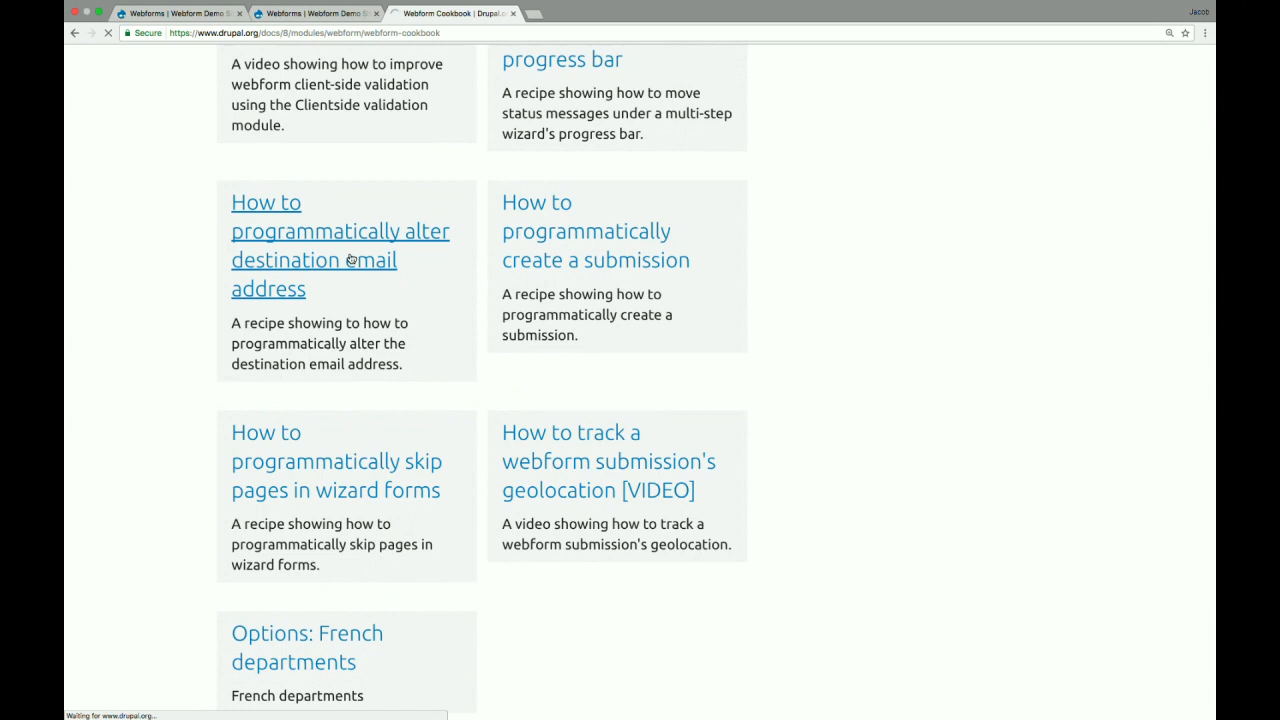 Webforms | Webform Demo S
Webforms | Webform Demo S
Webform Cookbook | Drupal.o
Jacob
Secure
https://www.drupal.org/docs/8/modules/webform/webform-cookbook
A video showing how to improve
webform client-side validation
using the Clientside validation
module.
progress bar
A recipe showing how to move
status messages under a multi-step
wizard's progress bar.
How to
programmatically alter
destination email
address
A recipe showing to how to
programmatically alter the
destination email address.
How to
programmatically
create a submission
A recipe showing how to
programmatically create a
submission.
How to
programmatically skip
pages in wizard forms
A recipe showing how to
programmatically skip pages in
wizard forms.
How to track a
webform submission's
geolocation [VIDEO]
A video showing how to track a
webform submission's geolocation.
Options: French
departments
French departments
Waiting for www.drupal.org...